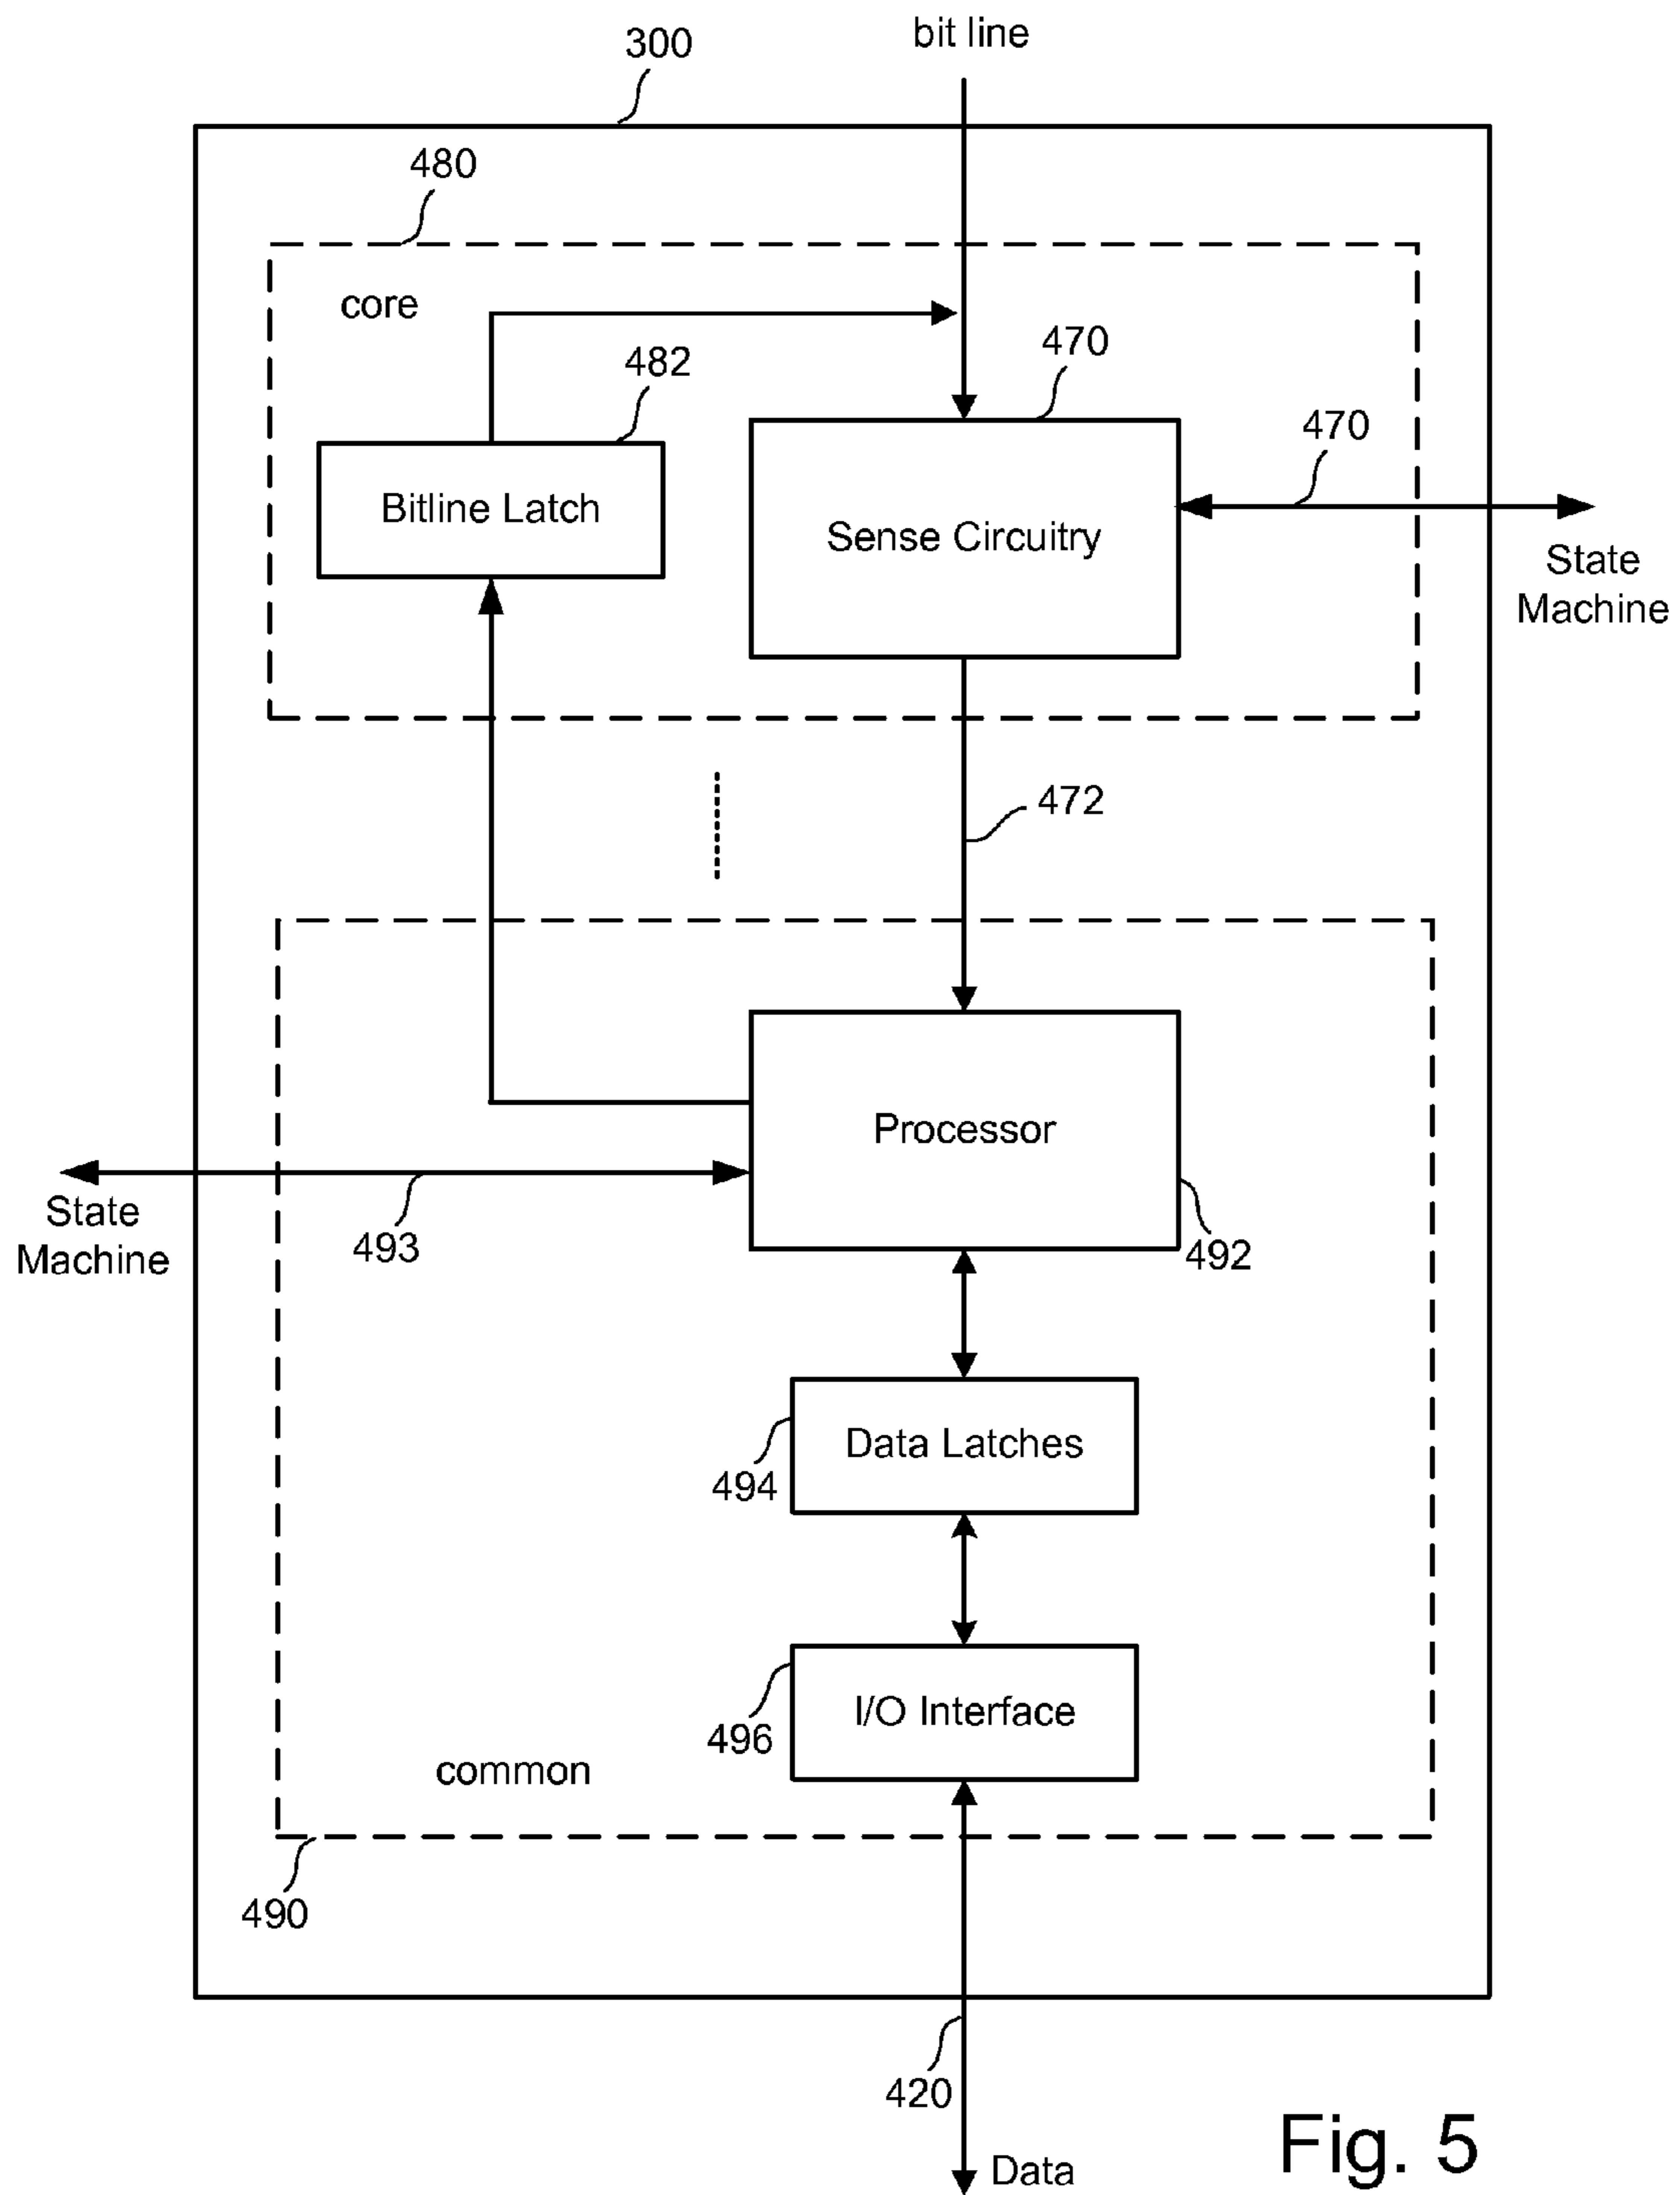 bit line
300
480
core
482
470
470
Bitline Latch
Sense Circuitry
State
Machine
472
Processor
State
Machine
493
492
Data Latches
494
I/O Interface
496
common
490
420
Data
Fig. 5